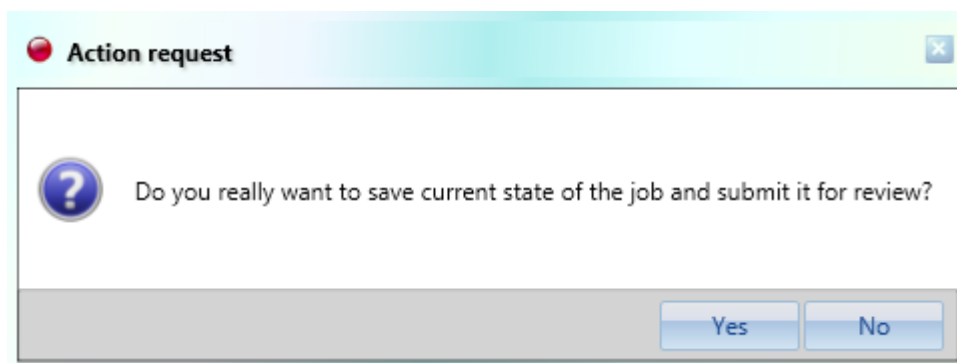 Action request
Do you really want to save current state of the job and submit it for review?
Yes No